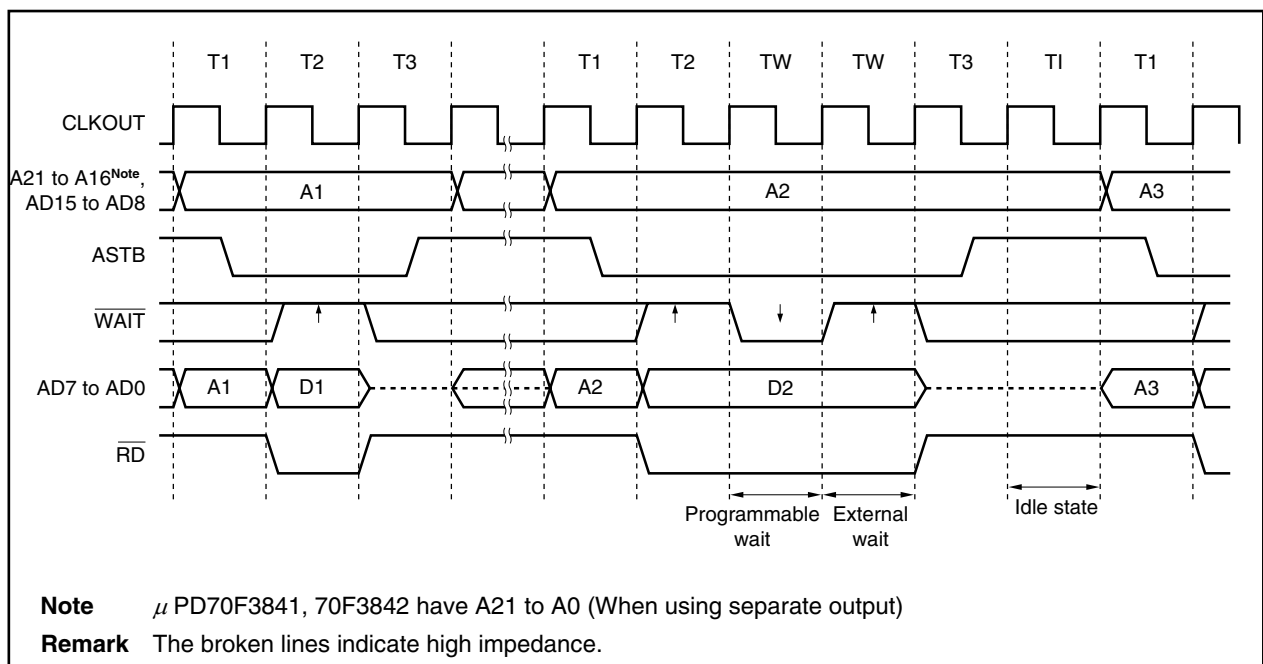 T1 T2 T3 T1 T2 TW TW T3 TI T1
CLKOUT
A21 to A16Note,
AD15 to AD8
A1 A2 A3
ASTB
WAIT
AD7 to AD0 A1 D1 A2 D2 A3
RD
Programmable
wait
External
wait
Idle state
Note μ PD70F3841, 70F3842 have A21 to A0 (When using separate output)
Remark The broken lines indicate high impedance.